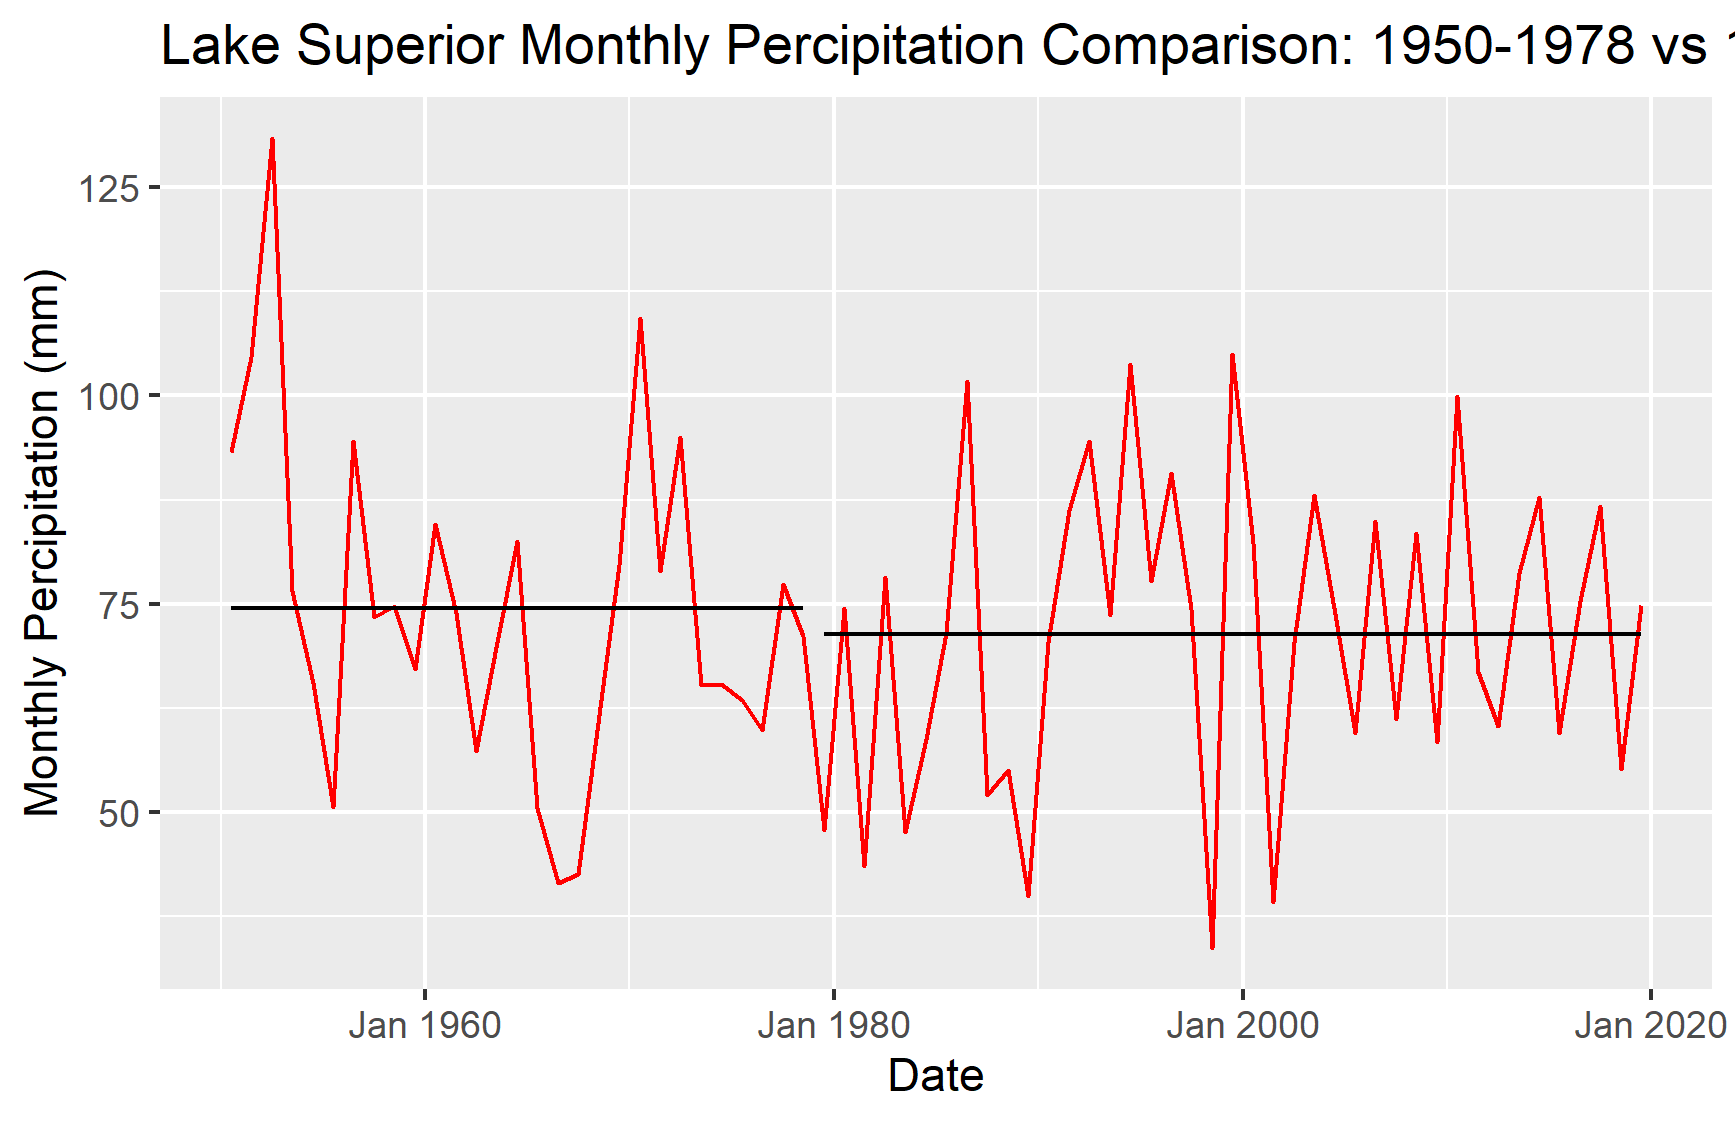 Lake Superior Monthly Percipitation Comparison: 1950-1978 vs 1
Monthly Percipitation (mm)
125
100
75
50
Jan 1960
Jan 1980
Jan 2000
Jan 2020
Date